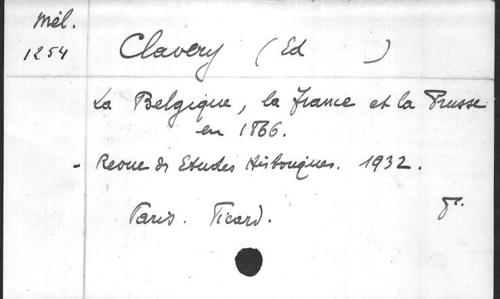 Mél.
1254
Clavery (Ed )
La Belgique, la France et la Prusse
en 1866.
- Revue des Etudes Historiques. 1932.
Paris. Picard.